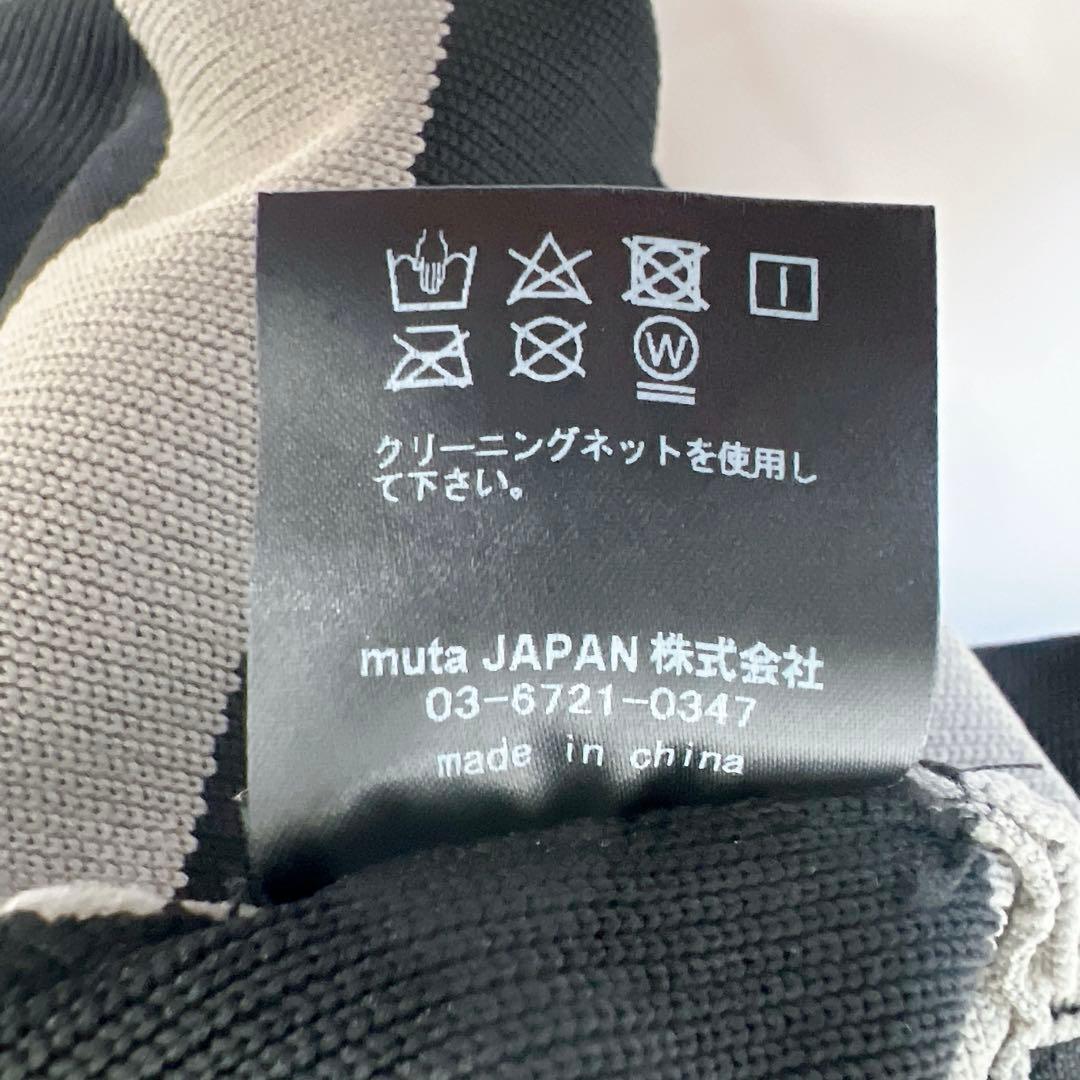 W
クリーニングネットを使用し
て下さい。
muta JAPAN 株式会社
03-6721-0347
made in china